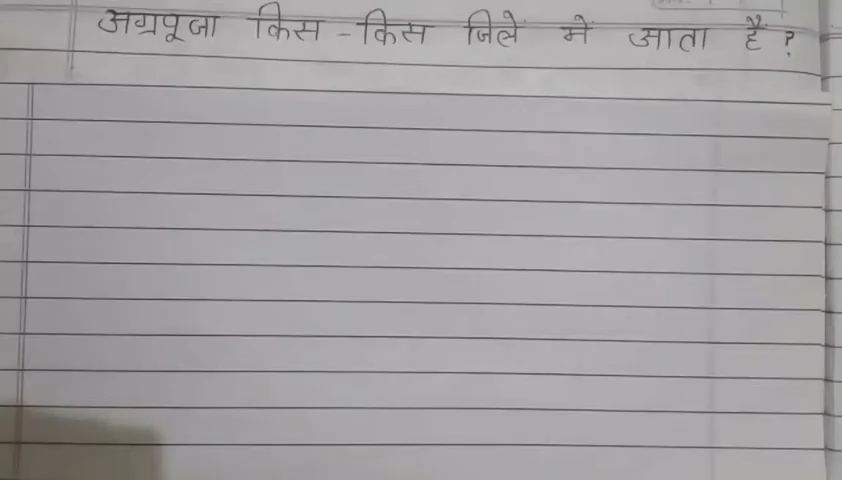 अग्रपूजा किस - किस जिलें में आता है ?